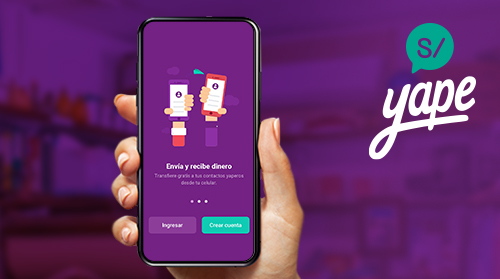 S/
yape
Envía y recibe dinero
Transfiere gratis a tus contactos yaperos
desde tu celular.
Ingresar
Crear cuenta